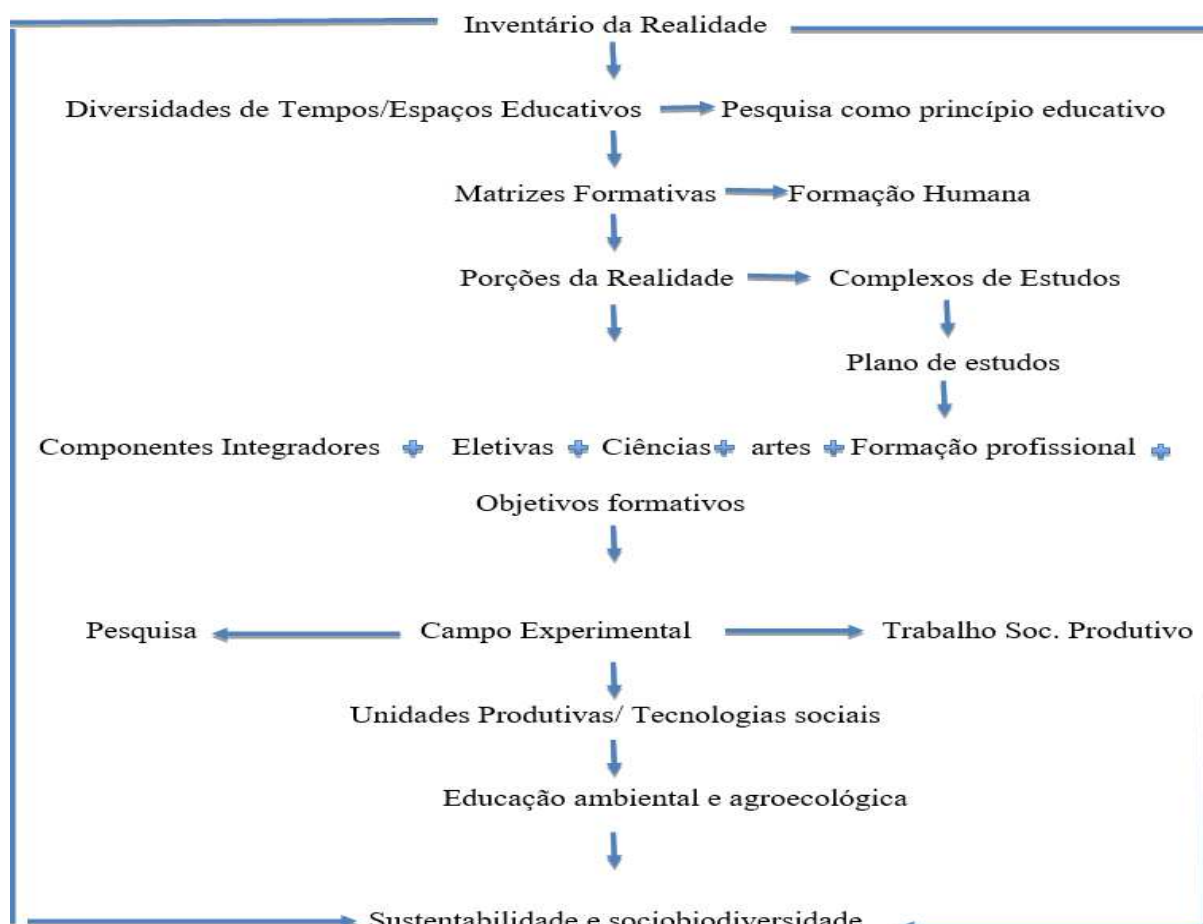 Inventário da Realidade
Diversidades de Tempos/Espaços Educativos Pesquisa como princípio educativo
Matrizes Formativas Formação Humana
Porções da Realidade Complexos de Estudos
Plano de estudos
Componentes Integradores Eletivas Ciências artes Formação profissional
Objetivos formativos
Pesquisa Campo Experimental Trabalho Soc. Produtivo
Unidades Produtivas/ Tecnologias sociais
Educação ambiental e agroecológica
Sustentabilidade e sociobiodiversidade